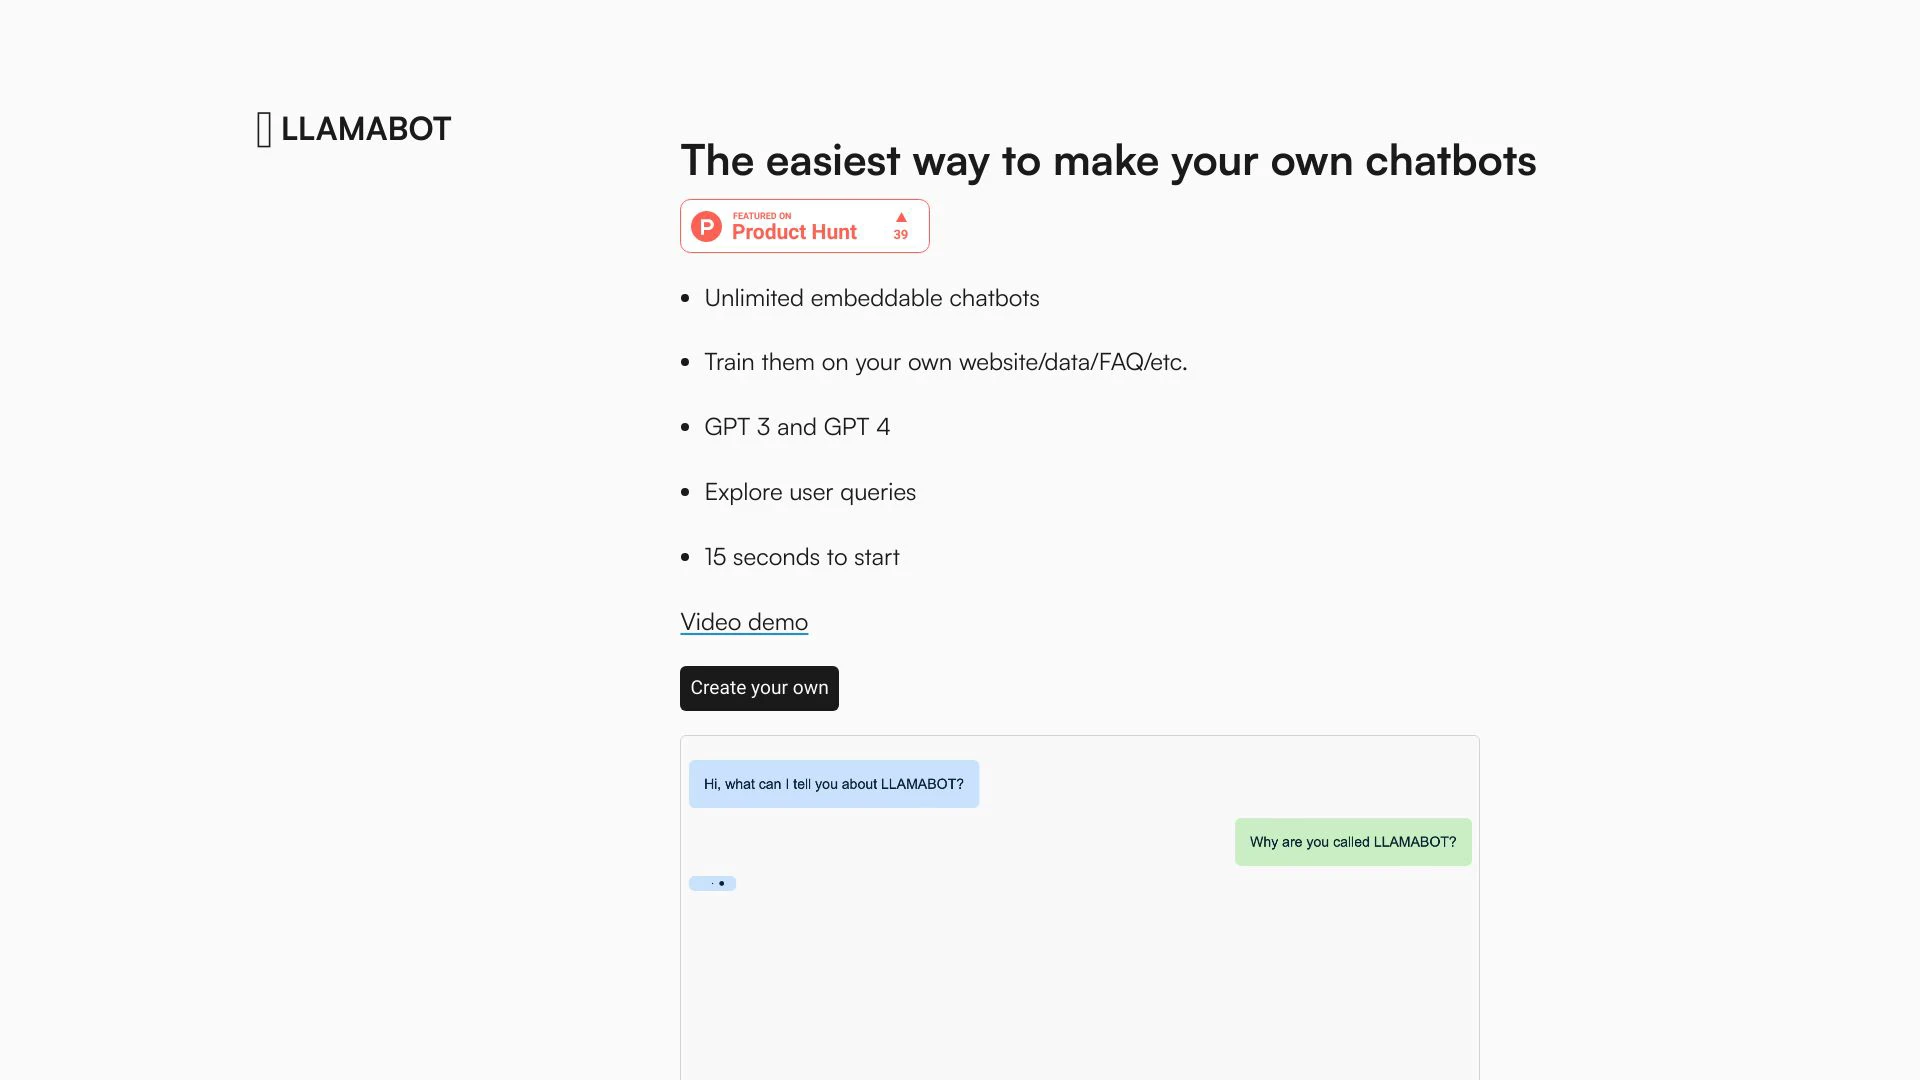 LLAMABOT
The easiest way to make your own chatbots
FEATURED ON
Product Hunt
39
Unlimited embeddable chatbots
Train them on your own website/data/FAQ/etc.
GPT 3 and GPT 4
Explore user queries
15 seconds to start
Video demo
Create your own
Hi, what can I tell you about LLAMABOT?
Why are you called LLAMABOT?